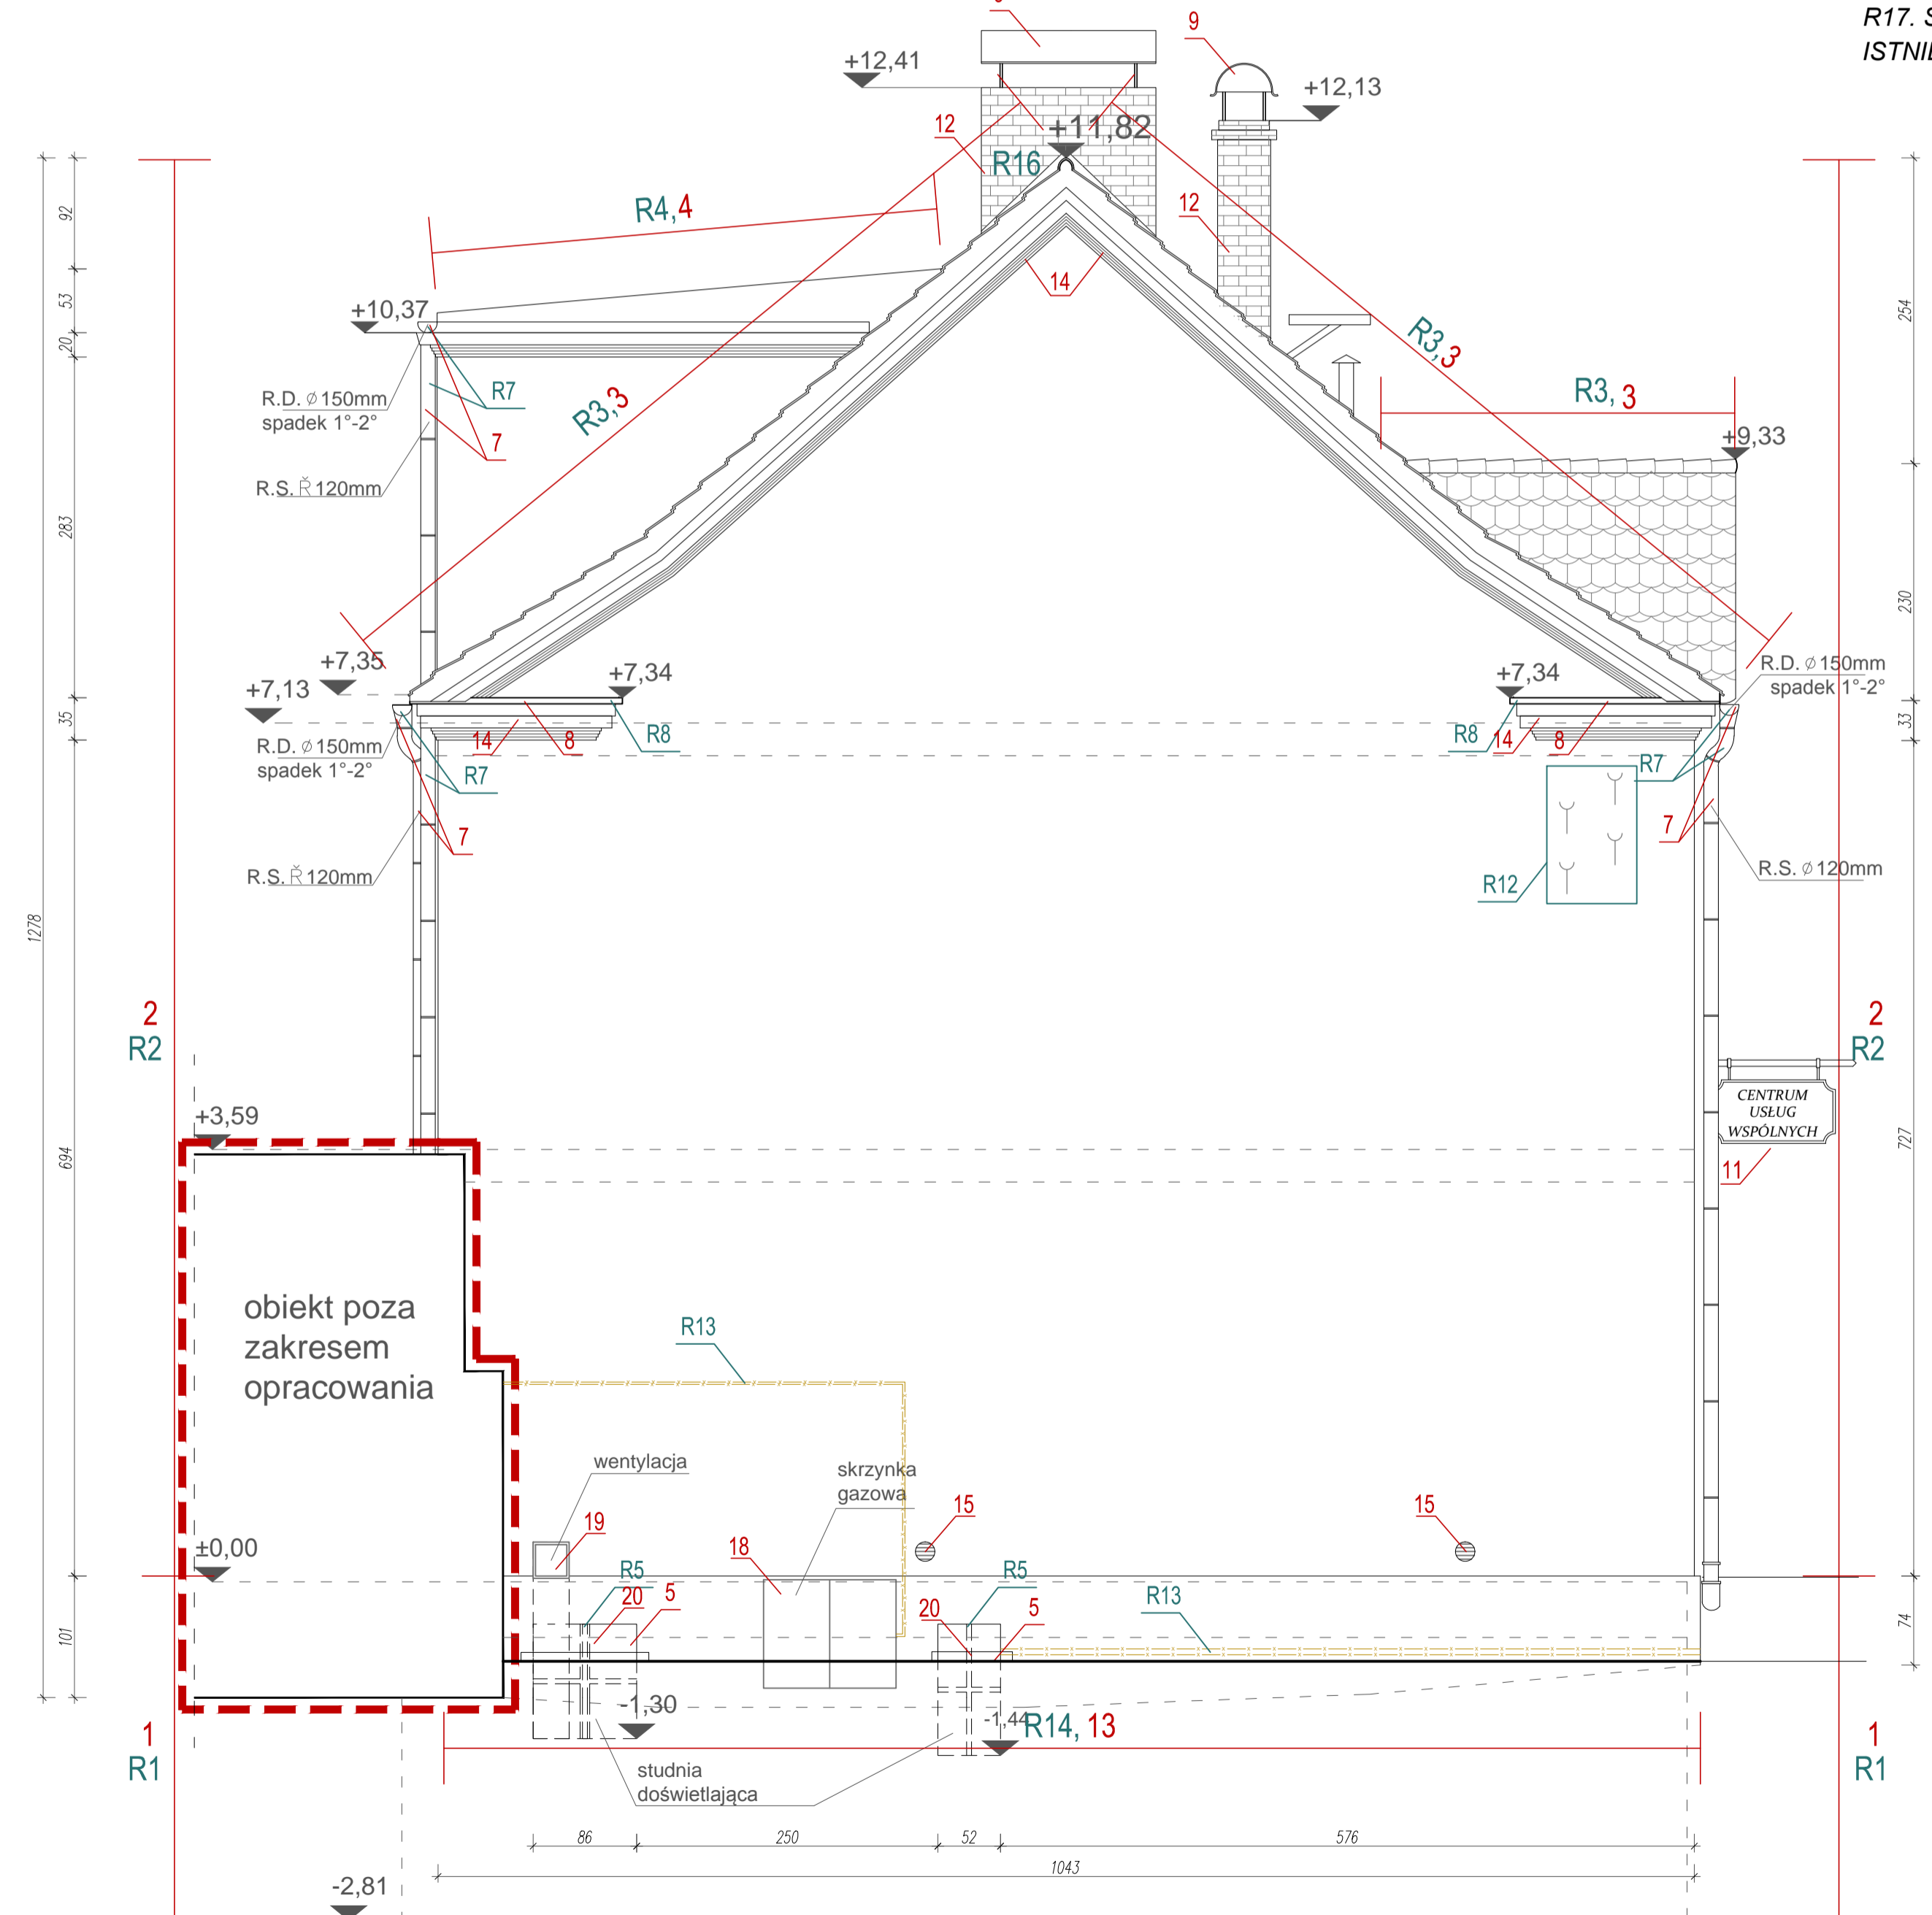 R17. S
ISTNIE
9
+12,41
+12,13
12
+11,82
R16
12
R4,4
14
+10,37
R3,3
R3,3
R3, 3
+9,33
R.D. ⌀150mm
spadek 1°-2°
R7
7
R.S. Ř 120mm
+7,35
+7,13
+7,34
+7,34
R.D. ⌀150mm
spadek 1°-2°
R.D. ⌀150mm
spadek 1°-2°
14
8
R8
R8
14
8
R7
R7
7
7
R.S. Ř 120mm
R12
R.S. ⌀120mm
2
R2
2
R2
CENTRUM
USŁUG
WSPÓLNYCH
11
+3,59
obiekt poza
zakresem
opracowania
R13
wentylacja
skrzynka
gazowa
19
18
15
15
±0,00
R5
20
5
R5
20
5
R13
-1,30
-1,44
R14, 13
1
R1
1
R1
studnia
doświetlająca
86
250
52
576
1043
-2,81
92
53
20
283
35
694
101
1278
254
230
33
727
74